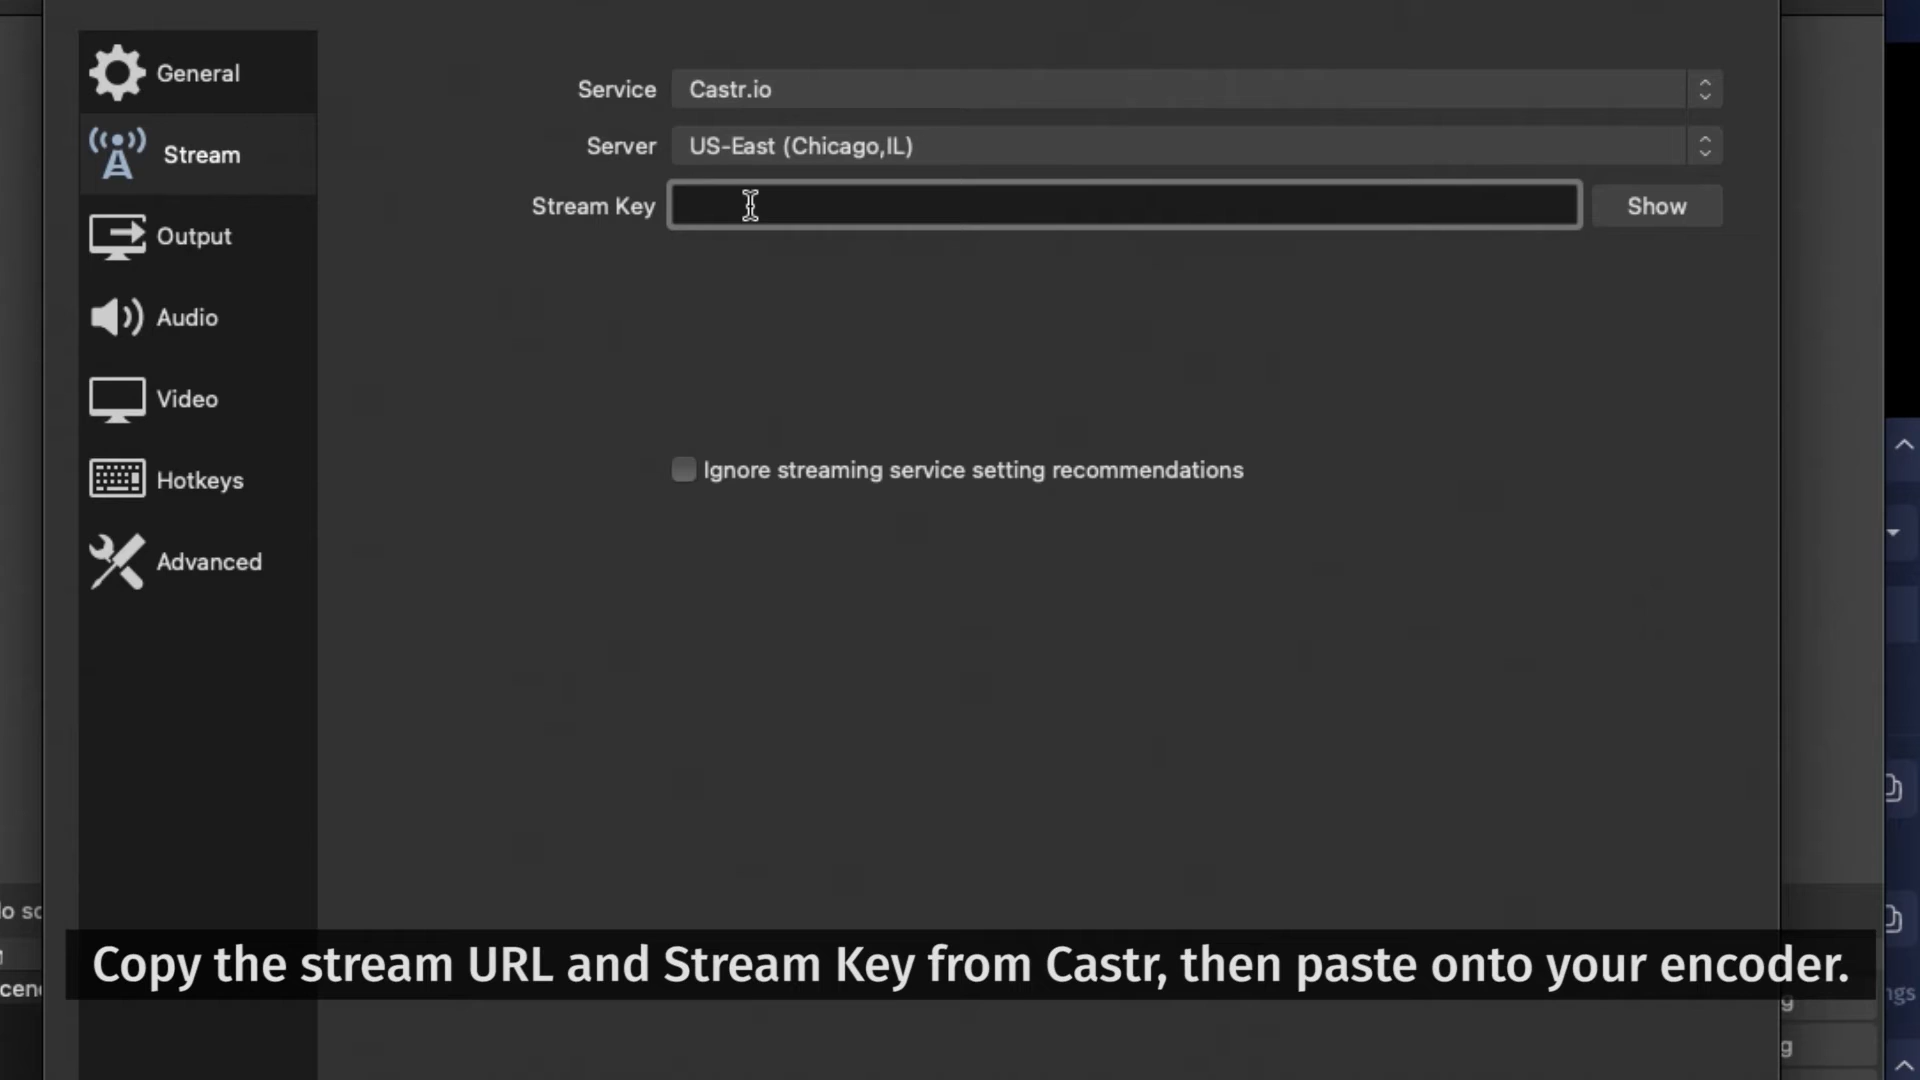 General
Service Castr.io
Stream
Server US-East (Chicago,IL)
Stream Key Show
Output
Audio
Video
Ignore streaming service setting recommendations
Hotkeys
Advanced
Copy the stream URL and Stream Key from Castr, then paste onto your encoder.